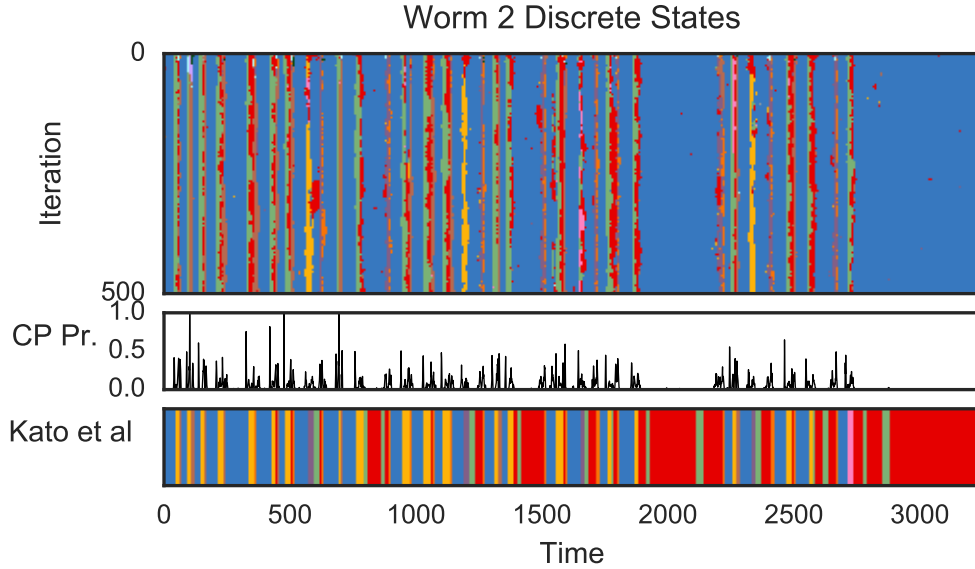 Worm 2 Discrete States
0
Iteration
500
1.0
CP Pr.
0.5
0.0
Kato et al
0 500 1000 1500 2000 2500 3000
Time